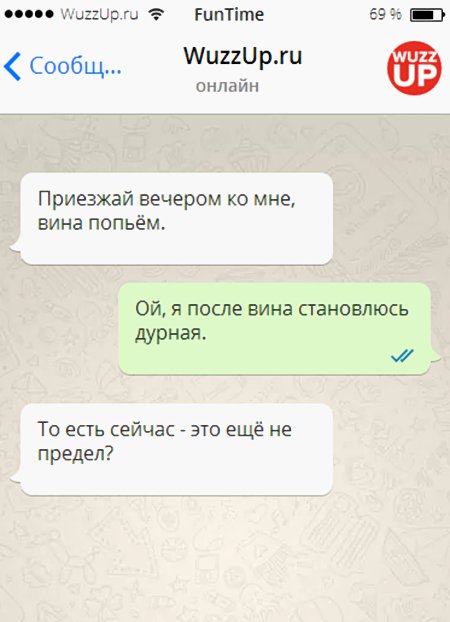 WuzzUp.ru FunTime 69 %
Сообщ... WuzzUp.ru WUZZ
онлайн UP
Приезжай вечером ко мне,
вина попьём.
Ой, я после вина становлюсь
дурная.
То есть сейчас - это ещё не
предел?